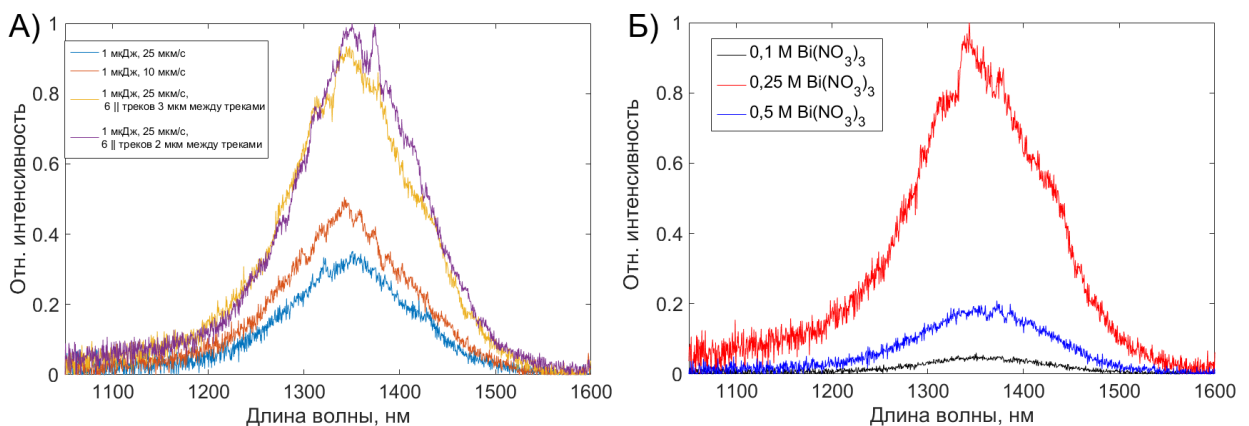 А)
Отн. интенсивность
1
0.8
0.6
0.4
0.2
0
1 мкДж, 25 мкм/с
1 мкДж, 10 мкм/с
1 мкДж, 25 мкм/с,
6 || треков 3 мкм между треками
1 мкДж, 25 мкм/с,
6 || треков 2 мкм между треками
1100 1200 1300 1400 1500 1600
Длина волны, нм
Б)
Отн. интенсивность
1
0.8
0.6
0.4
0.2
0
0,1 М Bi(NO₃)₃
0,25 М Bi(NO₃)₃
0,5 М Bi(NO₃)₃
1100 1200 1300 1400 1500 1600
Длина волны, нм